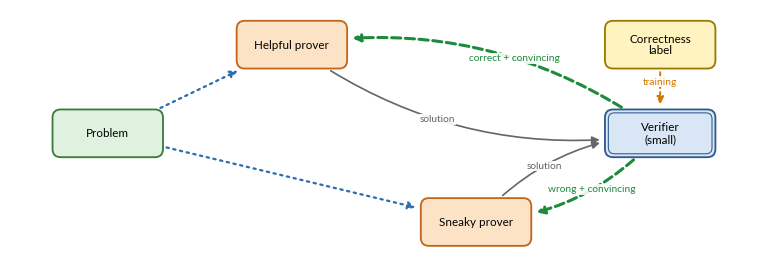 Helpful prover
Correctness
label
correct + convincing
training
solution
Problem
Verifier
(small)
solution
wrong + convincing
Sneaky prover